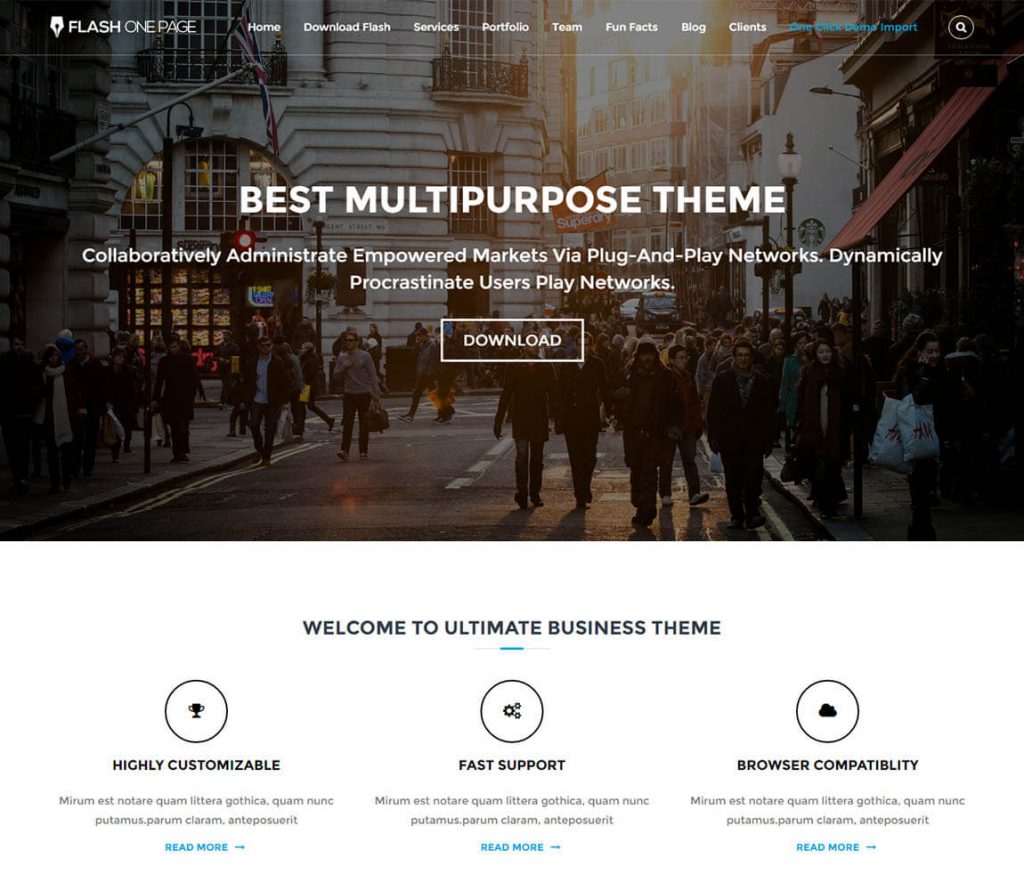 FLASH ONE PAGE
Home Download Flash Services Portfolio Team Fun Facts Blog Clients One Click Demo Import
BEST MULTIPURPOSE THEME
Superdry
Collaboratively Administrate Empowered Markets Via Plug-And-Play Networks. Dynamically
Procrastinate Users Play Networks.
DOWNLOAD
H&M
WELCOME TO ULTIMATE BUSINESS THEME
HIGHLY CUSTOMIZABLE
Mirum est notare quam littera gothica, quam nunc
putamus.parum claram, anteposuerit
READ MORE →
FAST SUPPORT
Mirum est notare quam littera gothica, quam nunc
putamus.parum claram, anteposuerit
READ MORE →
BROWSER COMPATIBLITY
Mirum est notare quam littera gothica, quam nunc
putamus.parum claram, anteposuerit
READ MORE →